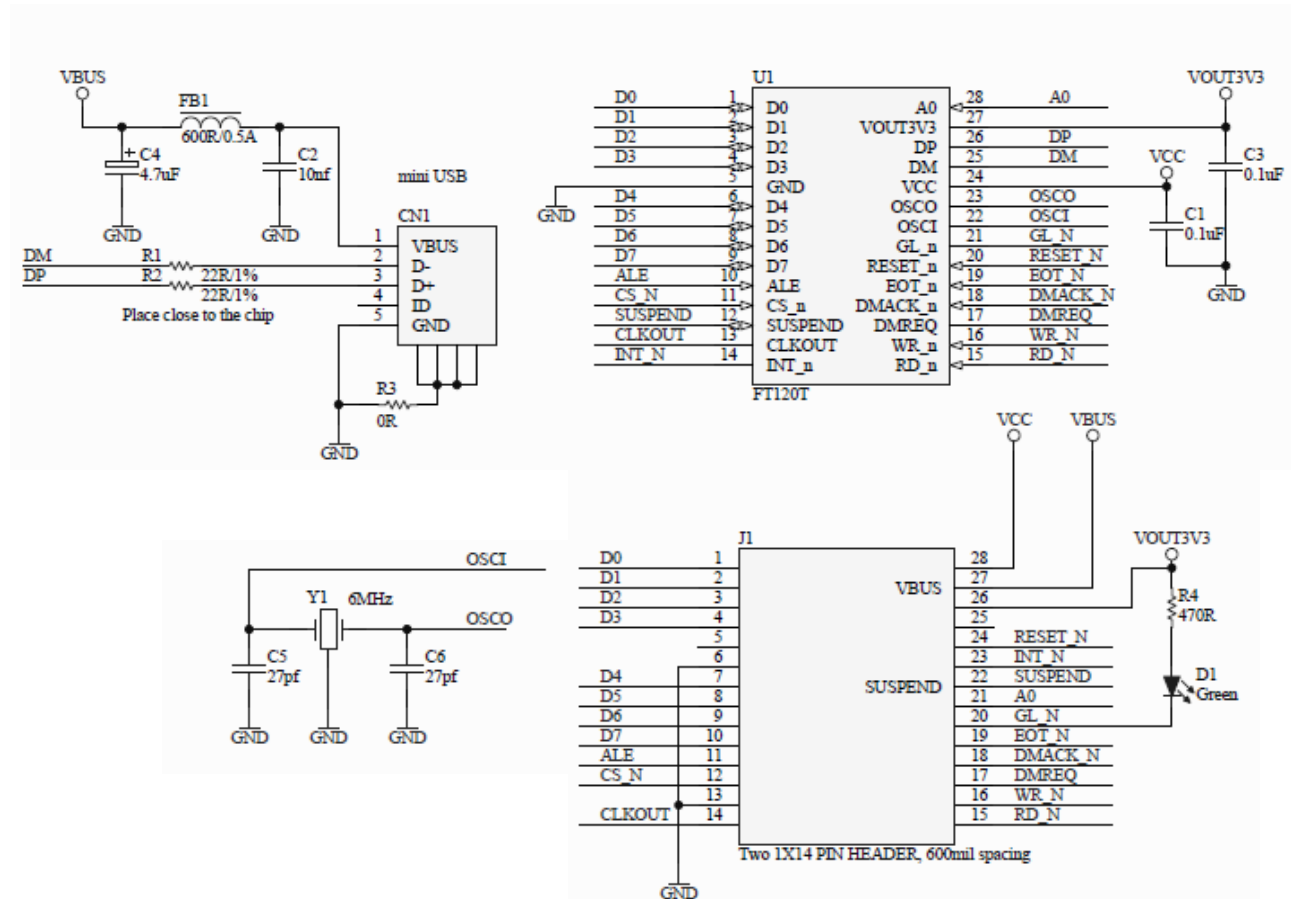 VBUS
FB1
600R/0.5A
C4
4.7uF
C2
10nf
GND
GND
mini USB
CN1
1 VBUS
2 D-
3 D+
4 ID
5 GND
DM R1 22R/1%
DP R2 22R/1%
Place close to the chip
R3
0R
GND
U1
D0 1 D0
D1 2 D1
D2 3 D2
D3 4 D3
GND 5 GND
D4 6 D4
D5 7 D5
D6 8 D6
D7 9 D7
ALE 10 ALE
CS_N 11 CS_n
SUSPEND 12 SUSPEND
CLKOUT 13 CLKOUT
INT_N 14 INT_n
A0 28 A0
VOUT3V3 27
DP 26 DP
DM 25 DM
VCC 24
OSCO 23 OSCO
OSCI 22 OSCI
GL_n 21 GL_N
RESET_n 20 RESET_N
EOT_n 19 EOT_N
DMACK_n 18 DMACK_N
DMREQ 17 DMREQ
WR_n 16 WR_N
RD_n 15 RD_N
FT120T
VOUT3V3
VCC
C3
0.1uF
C1
0.1uF
GND
OSCI
Y1 6MHz
OSCO
C5
27pf
C6
27pf
GND GND GND
VCC VBUS
J1
D0 1
D1 2
D2 3
D3 4
5
6
D4 7
D5 8
D6 9
D7 10
ALE 11
CS_N 12
13
CLKOUT 14
28
VBUS 27
26
25
24 RESET_N
23 INT_N
SUSPEND 22 SUSPEND
21 A0
20 GL_N
19 EOT_N
18 DMACK_N
17 DMREQ
16 WR_N
15 RD_N
VOUT3V3
R4
470R
D1
Green
Two 1X14 PIN HEADER, 600mil spacing
GND